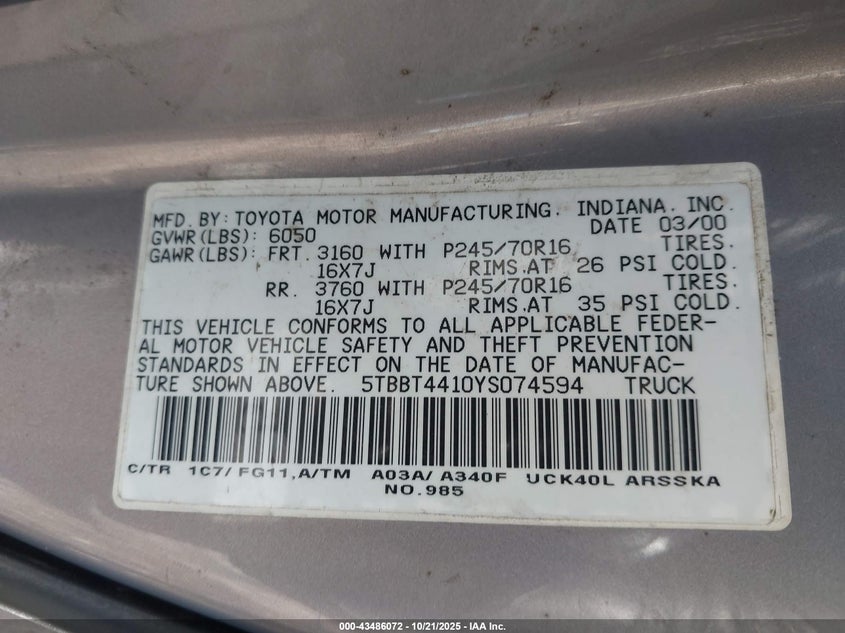 MFD. BY: TOYOTA MOTOR MANUFACTURING. INDIANA. INC.
GVWR(LBS): 6050 DATE 03/00
GAWR(LBS): FRT. 3160 WITH P245/70R16 TIRES.
16X7J RIMS.AT 26 PSI COLD.
RR. 3760 WITH P245/70R16 TIRES.
16X7J RIMS.AT 35 PSI COLD.
THIS VEHICLE CONFORMS TO ALL APPLICABLE FEDER-
AL MOTOR VEHICLE SAFETY AND THEFT PREVENTION
STANDARDS IN EFFECT ON THE DATE OF MANUFAC-
TURE SHOWN ABOVE. 5TBBT4410YS074594 TRUCK
C/TR 1C7/ FG11,A/TM A03A/ A340F UCK40L ARSSKA
NO.985
000-43486072 - 10/21/2025 - IAA Inc.